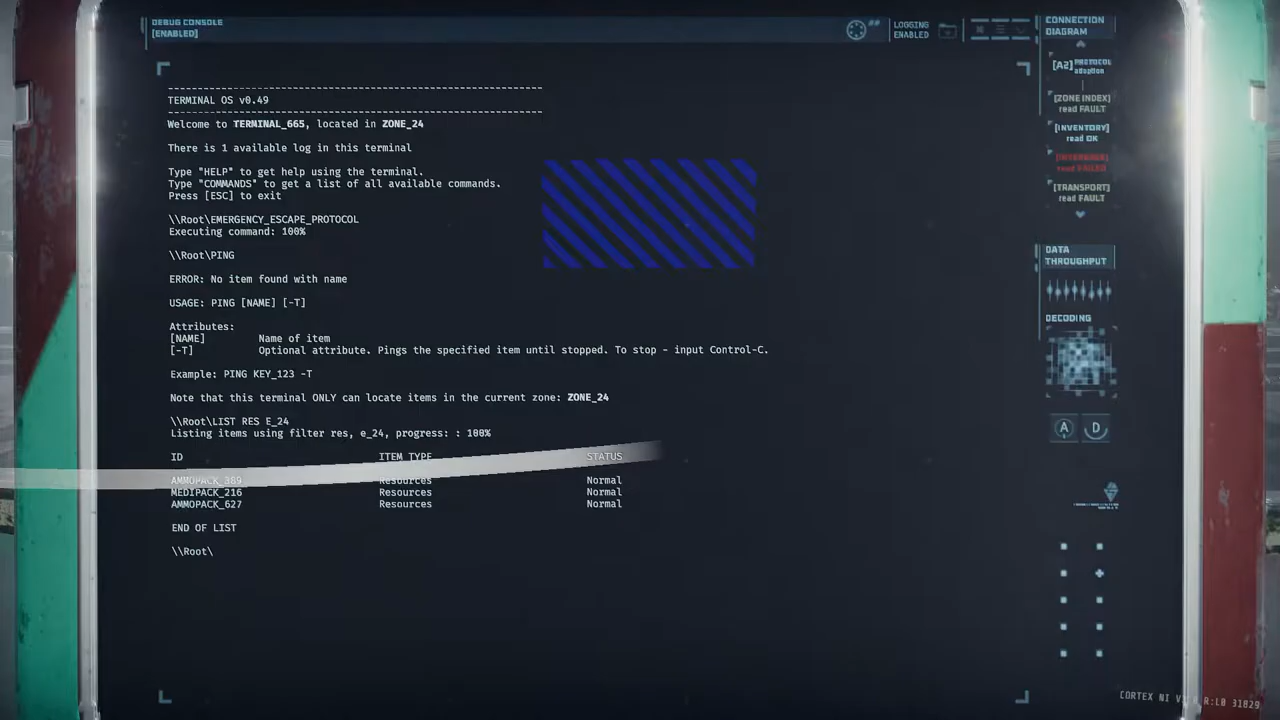 DEBUG CONSOLE
[ENABLED]
LOGGING
ENABLED
------------------------------------------------------------------------
TERMINAL OS v0.49
------------------------------------------------------------------------
Welcome to TERMINAL_665, located in ZONE_24
There is 1 available log in this terminal
Type "HELP" to get help using the terminal.
Type "COMMANDS" to get a list of all available commands.
Press [ESC] to exit
\\Root\EMERGENCY_ESCAPE_PROTOCOL
Executing command: 100%
\\Root\PING
ERROR: No item found with name
USAGE: PING [NAME] [-T]
Attributes:
[NAME] Name of item
[-T] Optional attribute. Pings the specified item until stopped. To stop - input Control-C.
Example: PING KEY_123 -T
Note that this terminal ONLY can locate items in the current zone: ZONE_24
\\Root\LIST RES E_24
Listing items using filter res, e_24, progress: : 100%
ID ITEM TYPE STATUS
AMMOPACK_389 Resources Normal
MEDIPACK_216 Resources Normal
AMMOPACK_627 Resources Normal
END OF LIST
\\Root\
CONNECTION
DIAGRAM
[A2] PROTOCOL
[ZONE INDEX]
read FAULT
[INVENTORY]
read OK
read FAILED
[TRANSPORT]
read FAULT
DATA
THROUGHPUT
DECODING
A D
CORTEX NI R:L0 31829